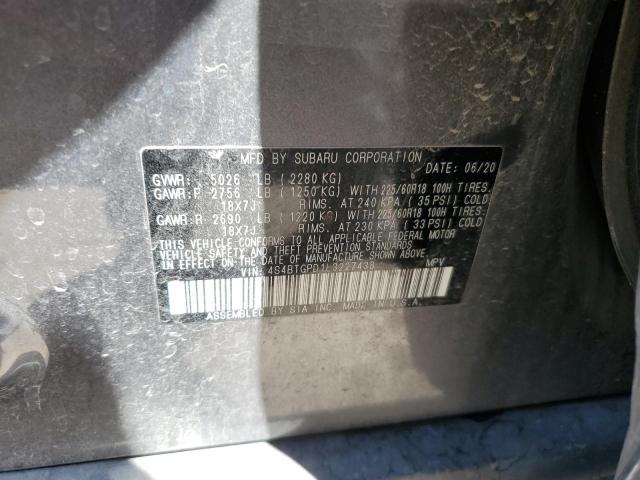 MFD BY SUBARU CORPORATION DATE: 06/20
GVWR: 5026 LB ( 2280 KG)
GAWR: F- 2756 LB ( 1250 KG) WITH 225/60R18 100H TIRES.
18X7J RIMS. AT 240 KPA ( 35 PSI) COLD
GAWR: R- 2690 LB ( 1220 KG) WITH 225/60R18 100H TIRES.
18X7J RIMS. AT 230 KPA ( 33 PSI) COLD
THIS VEHICLE CONFORMS TO ALL APPLICABLE FEDERAL MOTOR
VEHICLE SAFETY AND THEFT PREVENTION STANDARDS
IN EFFECT ON THE DATE OF MANUFACTURE SHOWN ABOVE.
VIN: 4S4BTGPD1L3227438 MPV
ASSEMBLED BY SIA INC. MADE IN U.S.A.